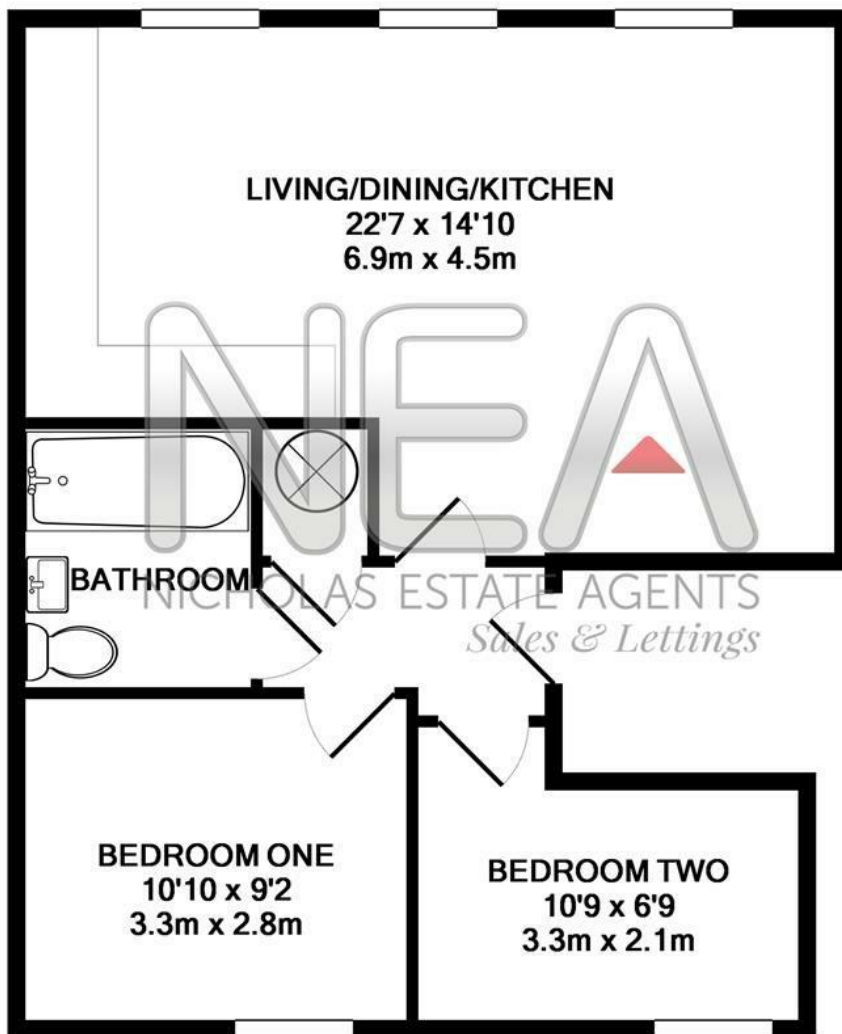 LIVING/DINING/KITCHEN
22'7 x 14'10
6.9m x 4.5m
NEA
BATHROOM
NICHOLAS ESTATE AGENTS
Sales & Lettings
BEDROOM ONE
10'10 x 9'2
3.3m x 2.8m
BEDROOM TWO
10'9 x 6'9
3.3m x 2.1m